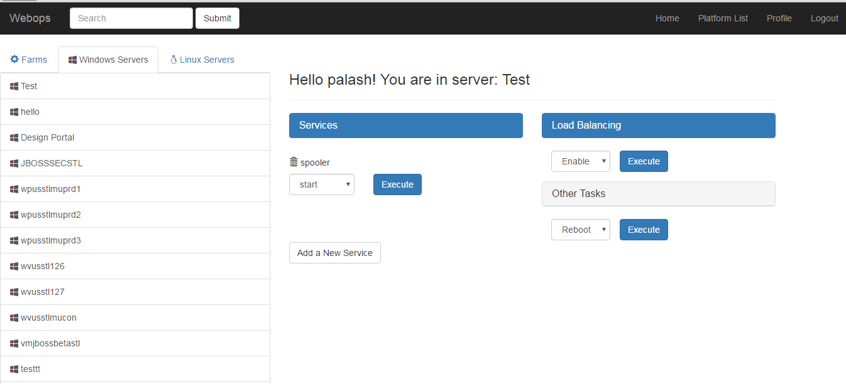 Webops
Search
Submit
Home
Platform List
Profile
Logout
Farms
Windows Servers
Linux Servers
Test
hello
Design Portal
JBOSSSECSTL
wpusstlmuprd1
wpusstlmuprd2
wpusstlmuprd3
wvusstl126
wvusstl127
wvusstlmucon
vmjbossbetastl
testtt
Hello palash! You are in server: Test
Services
spooler
start
Execute
Add a New Service
Load Balancing
Enable
Execute
Other Tasks
Reboot
Execute